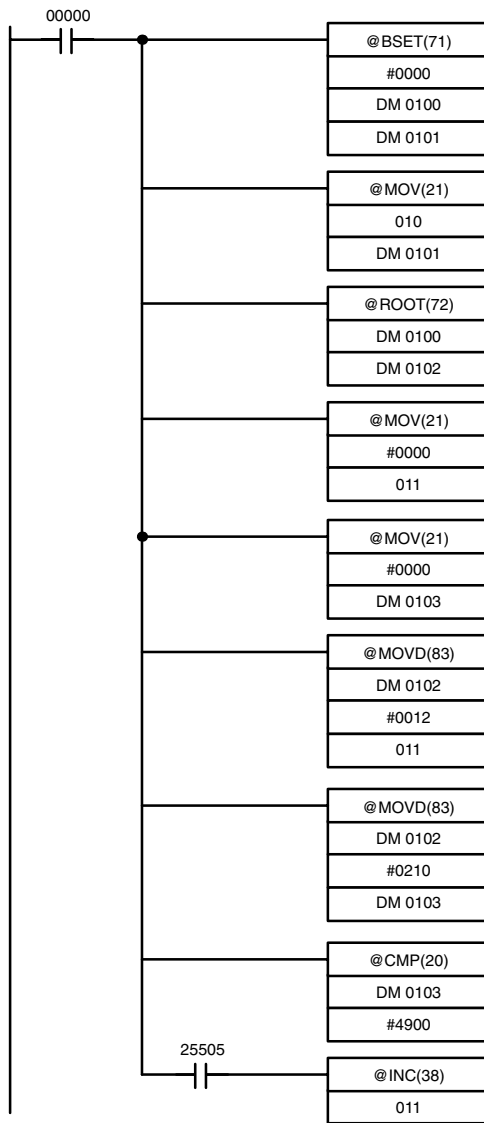 00000
@BSET(71)
#0000
DM 0100
DM 0101
@MOV(21)
010
DM 0101
@ROOT(72)
DM 0100
DM 0102
@MOV(21)
#0000
011
@MOV(21)
#0000
DM 0103
@MOVD(83)
DM 0102
#0012
011
@MOVD(83)
DM 0102
#0210
DM 0103
@CMP(20)
DM 0103
#4900
25505
@INC(38)
011